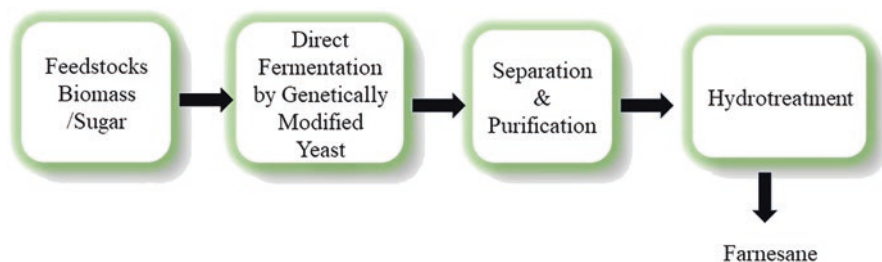 Feedstocks
Biomass
/Sugar
Direct
Fermentation
by Genetically
Modified
Yeast
Separation
&
Purification
Hydrotreatment
Farnesane